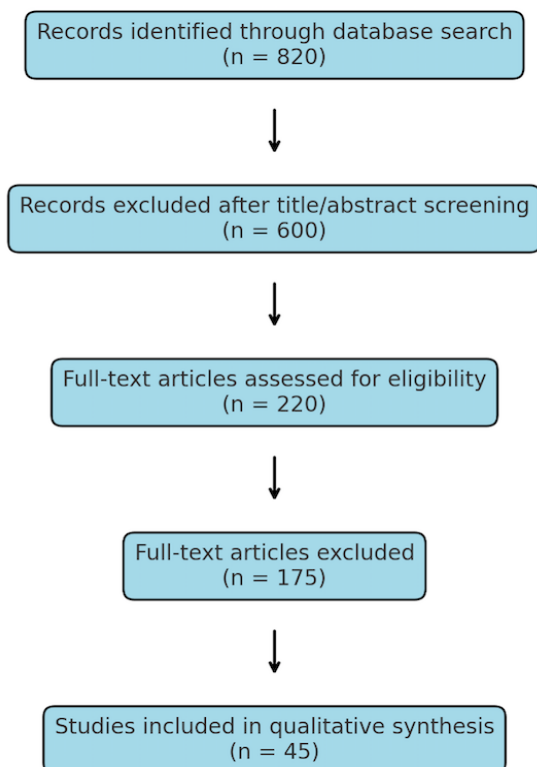 Records identified through database search
(n = 820)
Records excluded after title/abstract screening
(n = 600)
Full-text articles assessed for eligibility
(n = 220)
Full-text articles excluded
(n = 175)
Studies included in qualitative synthesis
(n = 45)